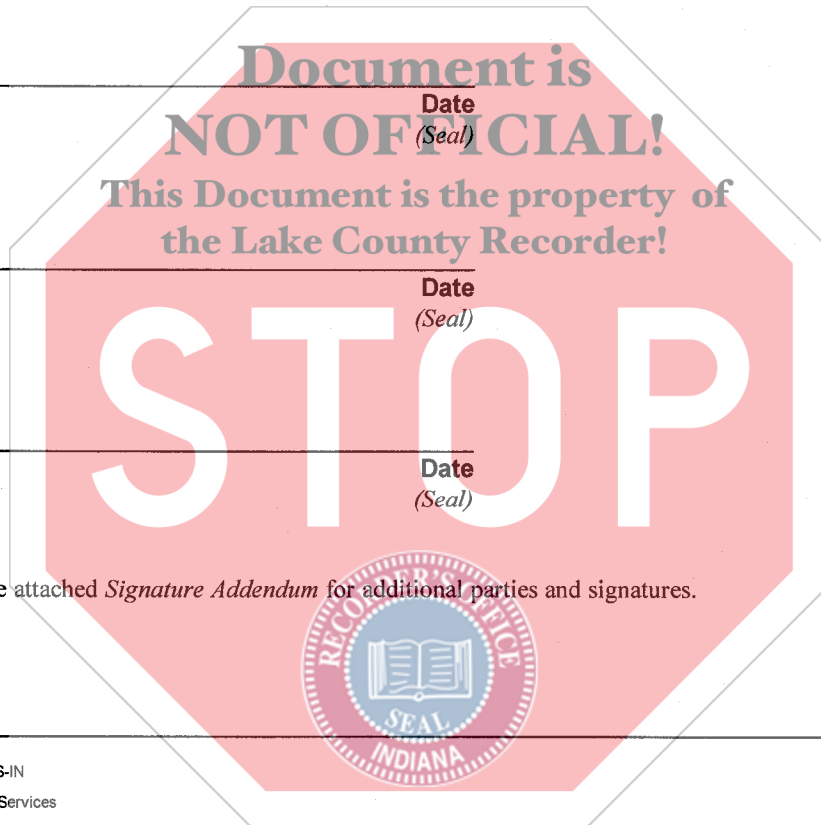 Document is
Date
NOT OFFICIAL!
(Seal)
This Document is the property of
the Lake County Recorder!
Date
(Seal)
STOP
Date
(Seal)
e attached Signature Addendum for additional parties and signatures.
RECORDER'S OFFICE
SEAL
INDIANA
S-IN
Services